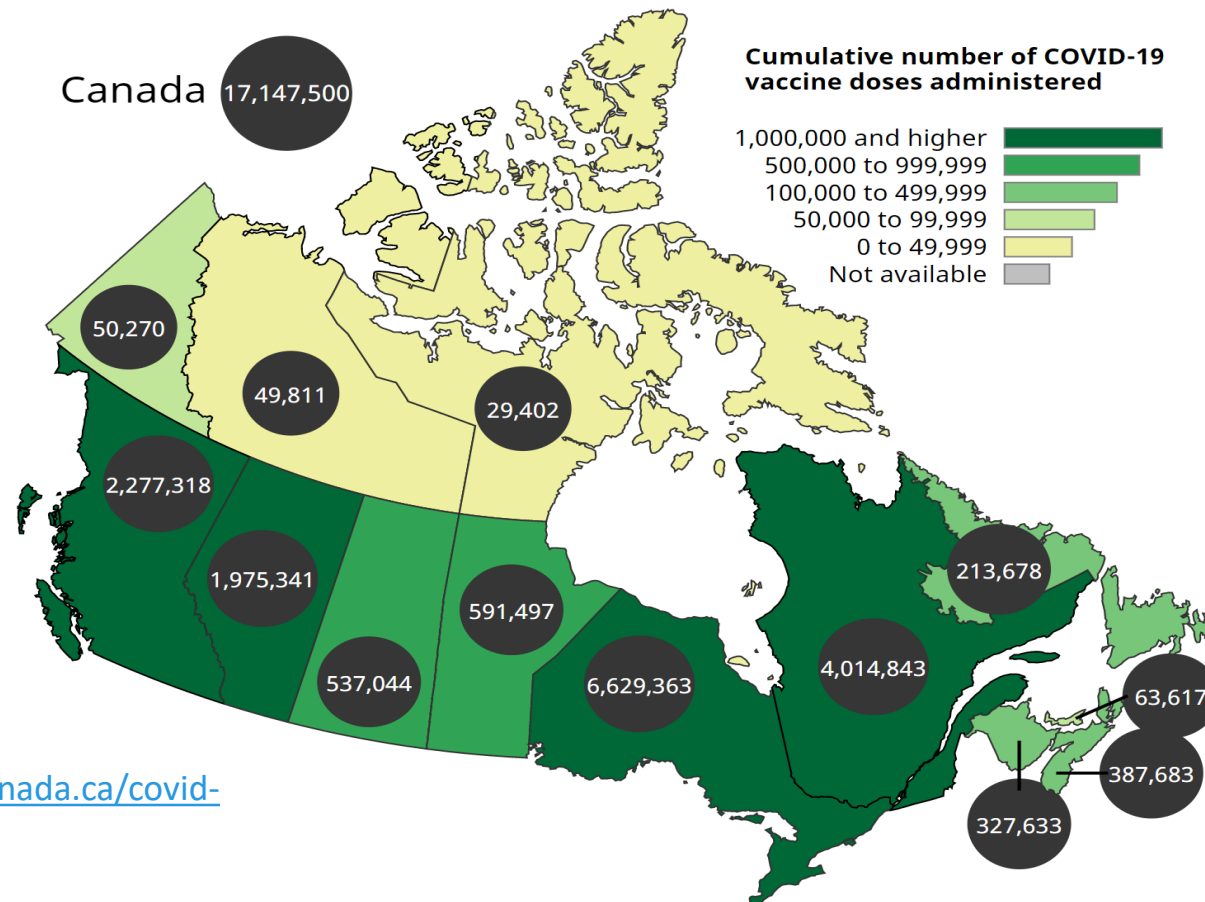 Cumulative number of COVID-19
vaccine doses administered
Canada
17,147,500
1,000,000 and higher
500,000 to 999,999
100,000 to 499,999
50,000 to 99,999
0 to 49,999
Not available
50,270
49,811
29,402
2,277,318
1,975,341
537,044
591,497
6,629,363
4,014,843
213,678
63,617
387,683
327,633
nada.ca/covid-